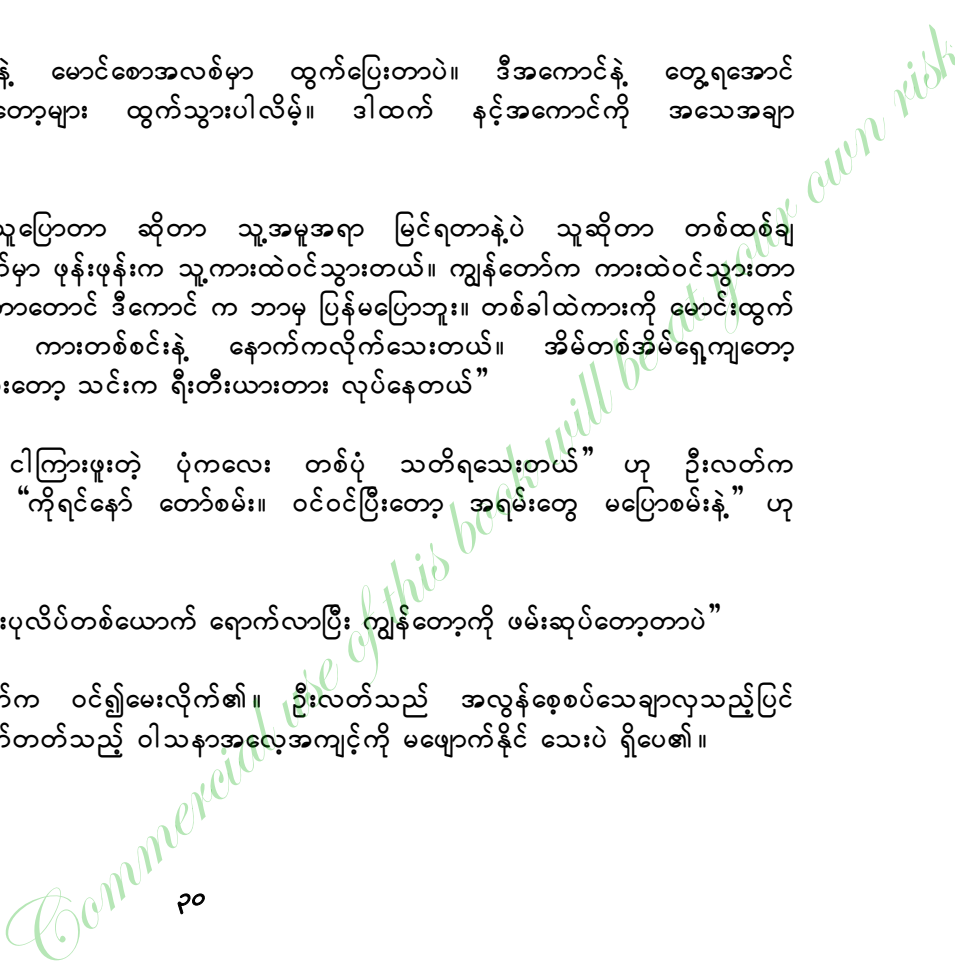 နဲ့ မောင်စောအလစ်မှာ ထွက်ပြေးတာပဲ။ ဒီအကောင်နဲ့ တွေ့ရအောင်
တော့များ ထွက်သွားပါလိမ့်။ ဒါထက် နင့်အကောင်ကို အသေအချာ
သူပြောတာ ဆိုတာ သူ့အမူအရာ မြင်ရတာနဲ့ပဲ သူဆိုတာ တစ်ထစ်ချ
မှာ ဖုန်းဖုန်းက သူ့ကားထဲဝင်သွားတယ်။ ကျွန်တော်က ကားထဲဝင်သွားတာ
တာတောင် ဒီကောင် က ဘာမှ ပြန်မပြောဘူး။ တစ်ခါထဲကားကို မောင်းထွက်
ကားတစ်စင်းနဲ့ နောက်ကလိုက်သေးတယ်။ အိမ်တစ်အိမ်ရှေ့ကျတော့
တော့ သင်းက ရီးတီးယားတား လုပ်နေတယ်”
ငါကြားဖူးတဲ့ ပုံကလေး တစ်ပုံ သတိရသေးတယ်” ဟု ဦးလတ်က
“ကိုရင်နော် တော်စမ်း။ ဝင်ဝင်ပြီးတော့ အရမ်းတွေ မပြောစမ်းနဲ့” ဟု
ပုလိပ်တစ်ယောက် ရောက်လာပြီး ကျွန်တော့ကို ဖမ်းဆုပ်တော့တာပဲ”
က ဝင်၍မေးလိုက်၏။ ဦးလတ်သည် အလွန်စေ့စပ်သေချာလှသည့်ပြင်
တတ်သည့် ဝါသနာအလေ့အကျင့်ကို မဖျောက်နိုင် သေးပဲ ရှိပေ၏။
၃၀
Commercial use of this book will be at your own risk